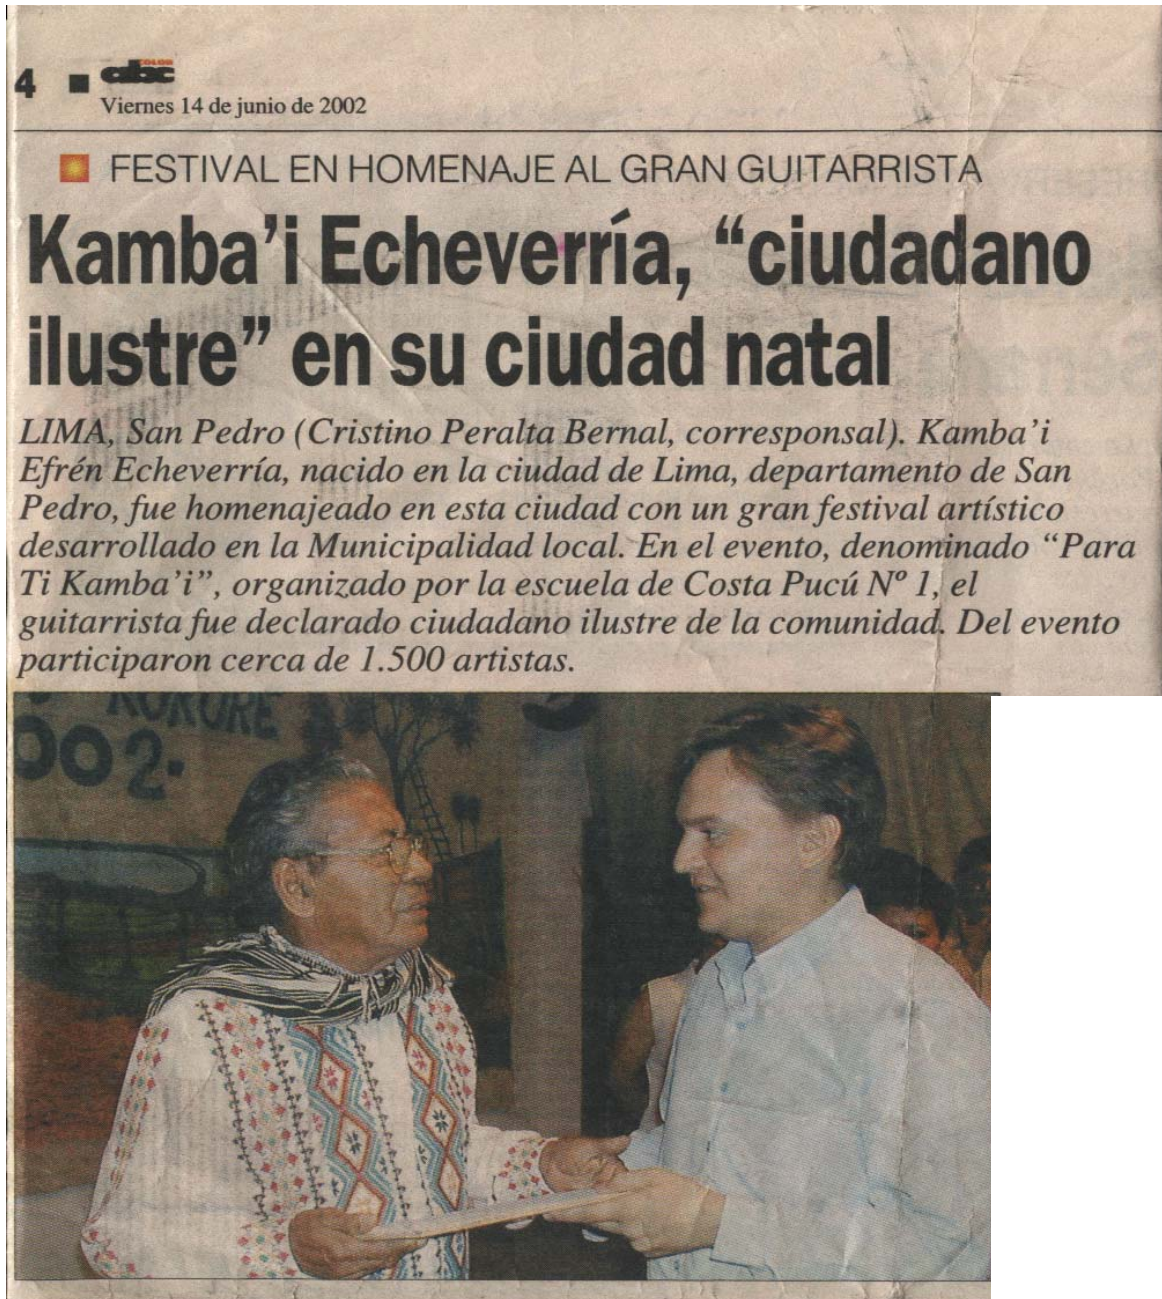 4 ■ abc COLOR
Viernes 14 de junio de 2002
FESTIVAL EN HOMENAJE AL GRAN GUITARRISTA
Kamba'i Echeverría, “ciudadano
ilustre” en su ciudad natal
LIMA, San Pedro (Cristino Peralta Bernal, corresponsal). Kamba'i
Efrén Echeverría, nacido en la ciudad de Lima, departamento de San
Pedro, fue homenajeado en esta ciudad con un gran festival artístico
desarrollado en la Municipalidad local. En el evento, denominado “Para
Ti Kamba'i”, organizado por la escuela de Costa Pucú Nº 1, el
guitarrista fue declarado ciudadano ilustre de la comunidad. Del evento
participaron cerca de 1.500 artistas.
002.